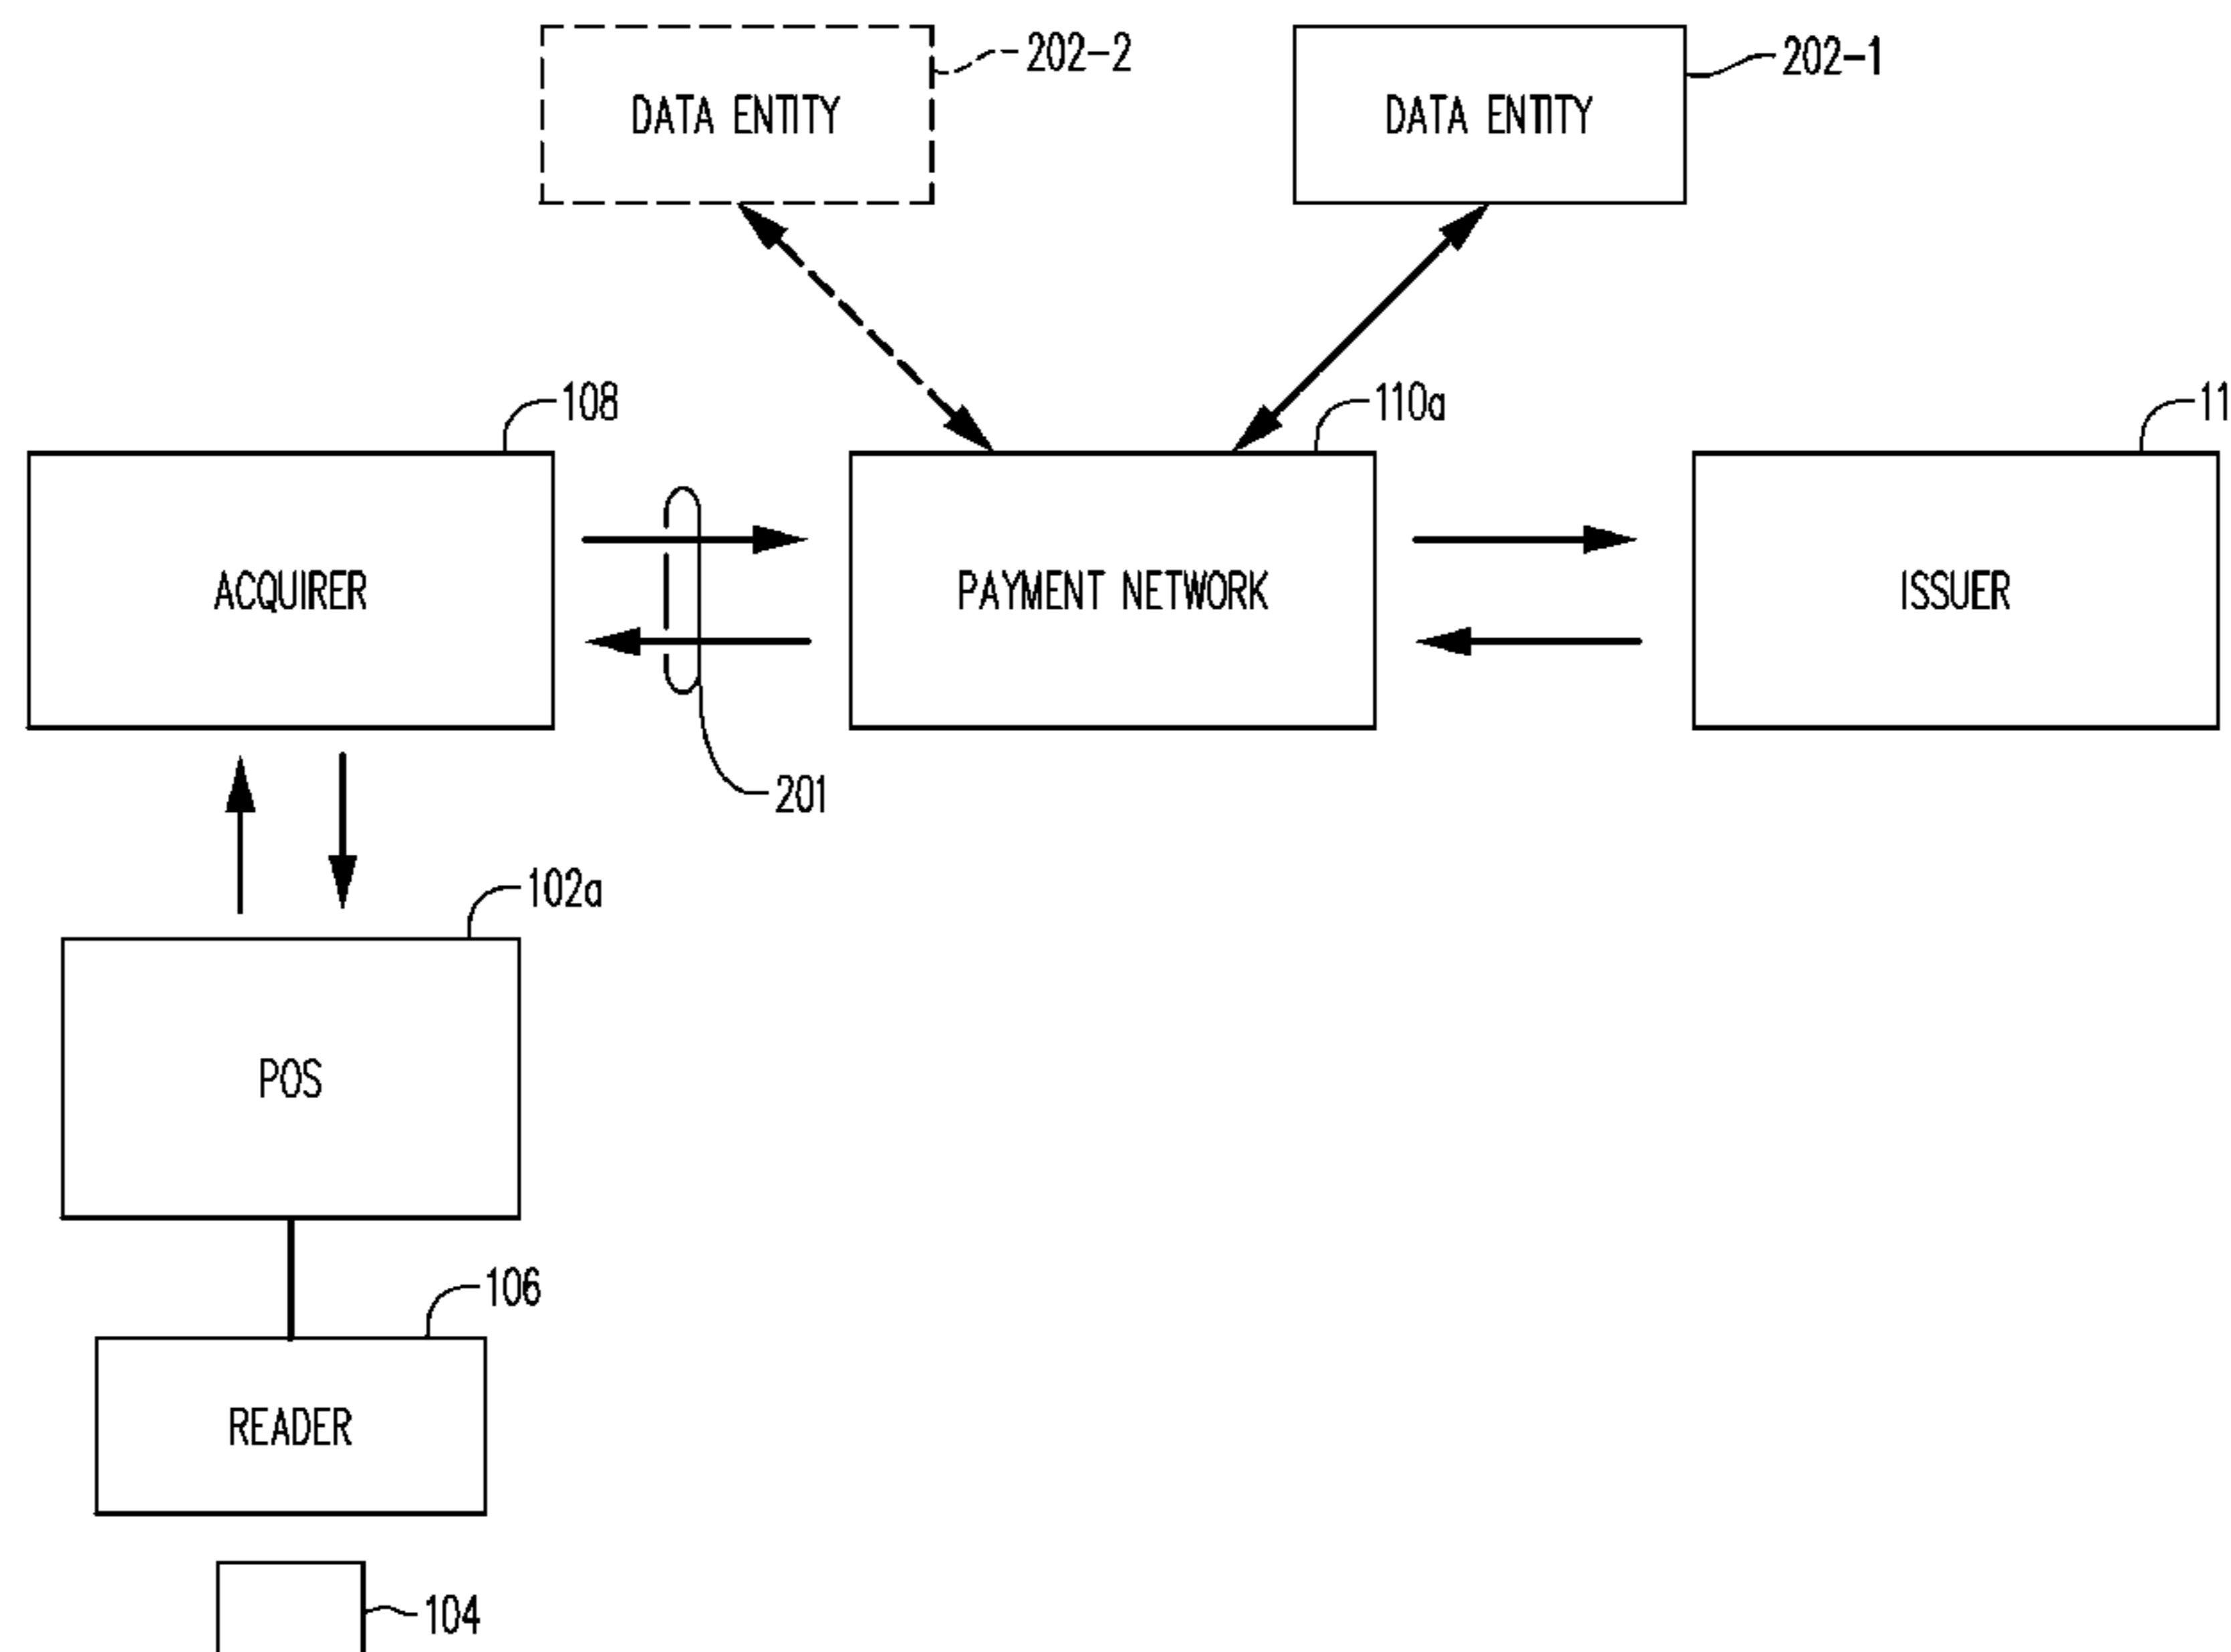 202-2
202-1
DATA ENTITY
DATA ENTITY
108
110a
11
ACQUIRER
PAYMENT NETWORK
ISSUER
201
102a
POS
106
READER
104